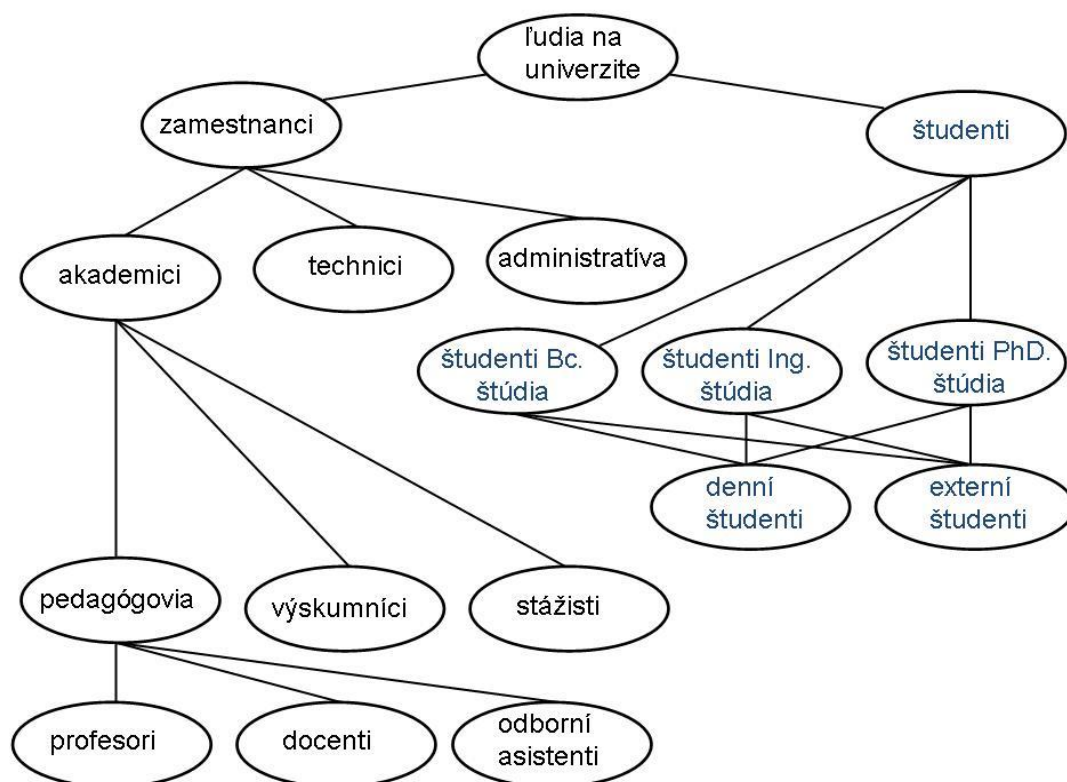 ľudia na
univerzite
zamestnanci
študenti
akademici
technici
administratíva
študenti Bc.
štúdia
študenti Ing.
štúdia
študenti PhD.
štúdia
denní
študenti
externí
študenti
pedagógovia
výskumníci
stážisti
profesori
docenti
odborní
asistenti